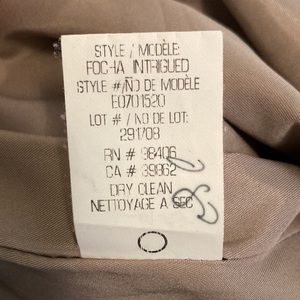 STYLE / MODÈLE:
FOCHA INTRIGUED
STYLE #/NO DE MODÈLE
E0701520
LOT # / NO DE LOT:
291708
RN # 98406
CA # 39862
DRY CLEAN
NETTOYAGE A SEC